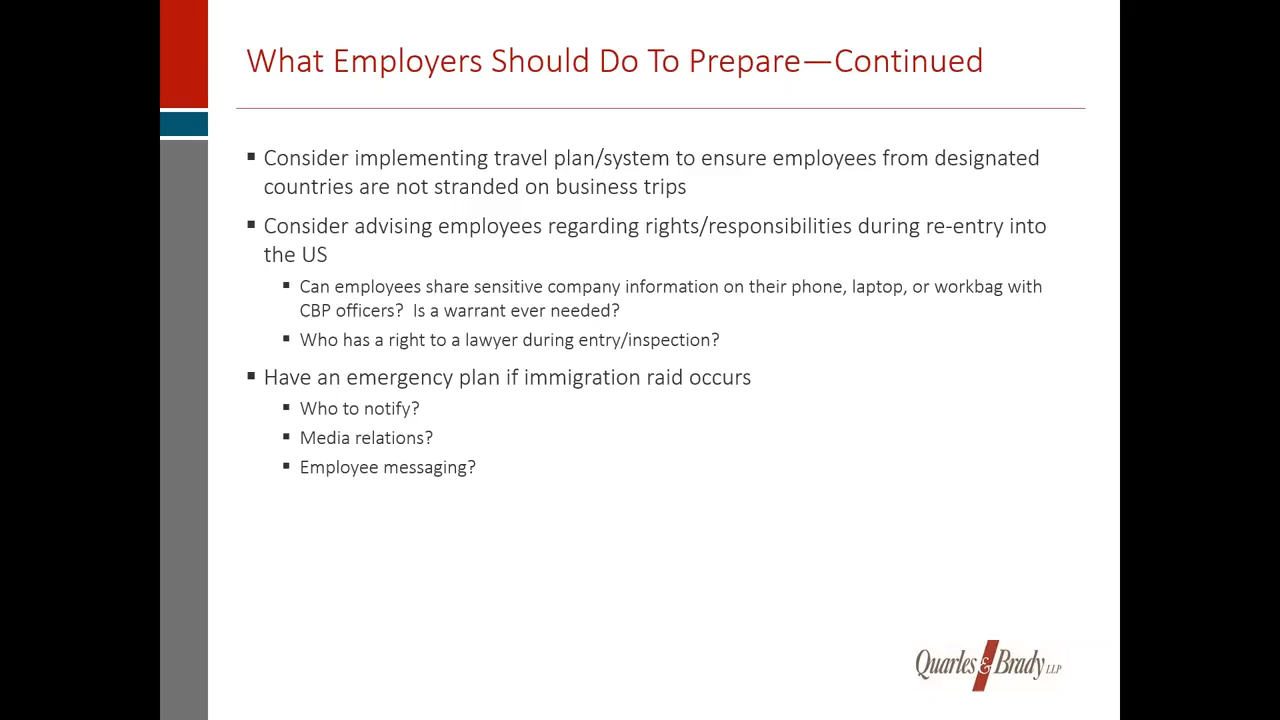 What Employers Should Do To Prepare—Continued
▪ Consider implementing travel plan/system to ensure employees from designated
countries are not stranded on business trips
▪ Consider advising employees regarding rights/responsibilities during re-entry into
the US
▪ Can employees share sensitive company information on their phone, laptop, or workbag with
CBP officers?  Is a warrant ever needed?
▪ Who has a right to a lawyer during entry/inspection?
▪ Have an emergency plan if immigration raid occurs
▪ Who to notify?
▪ Media relations?
▪ Employee messaging?
Quarles & Brady LLP